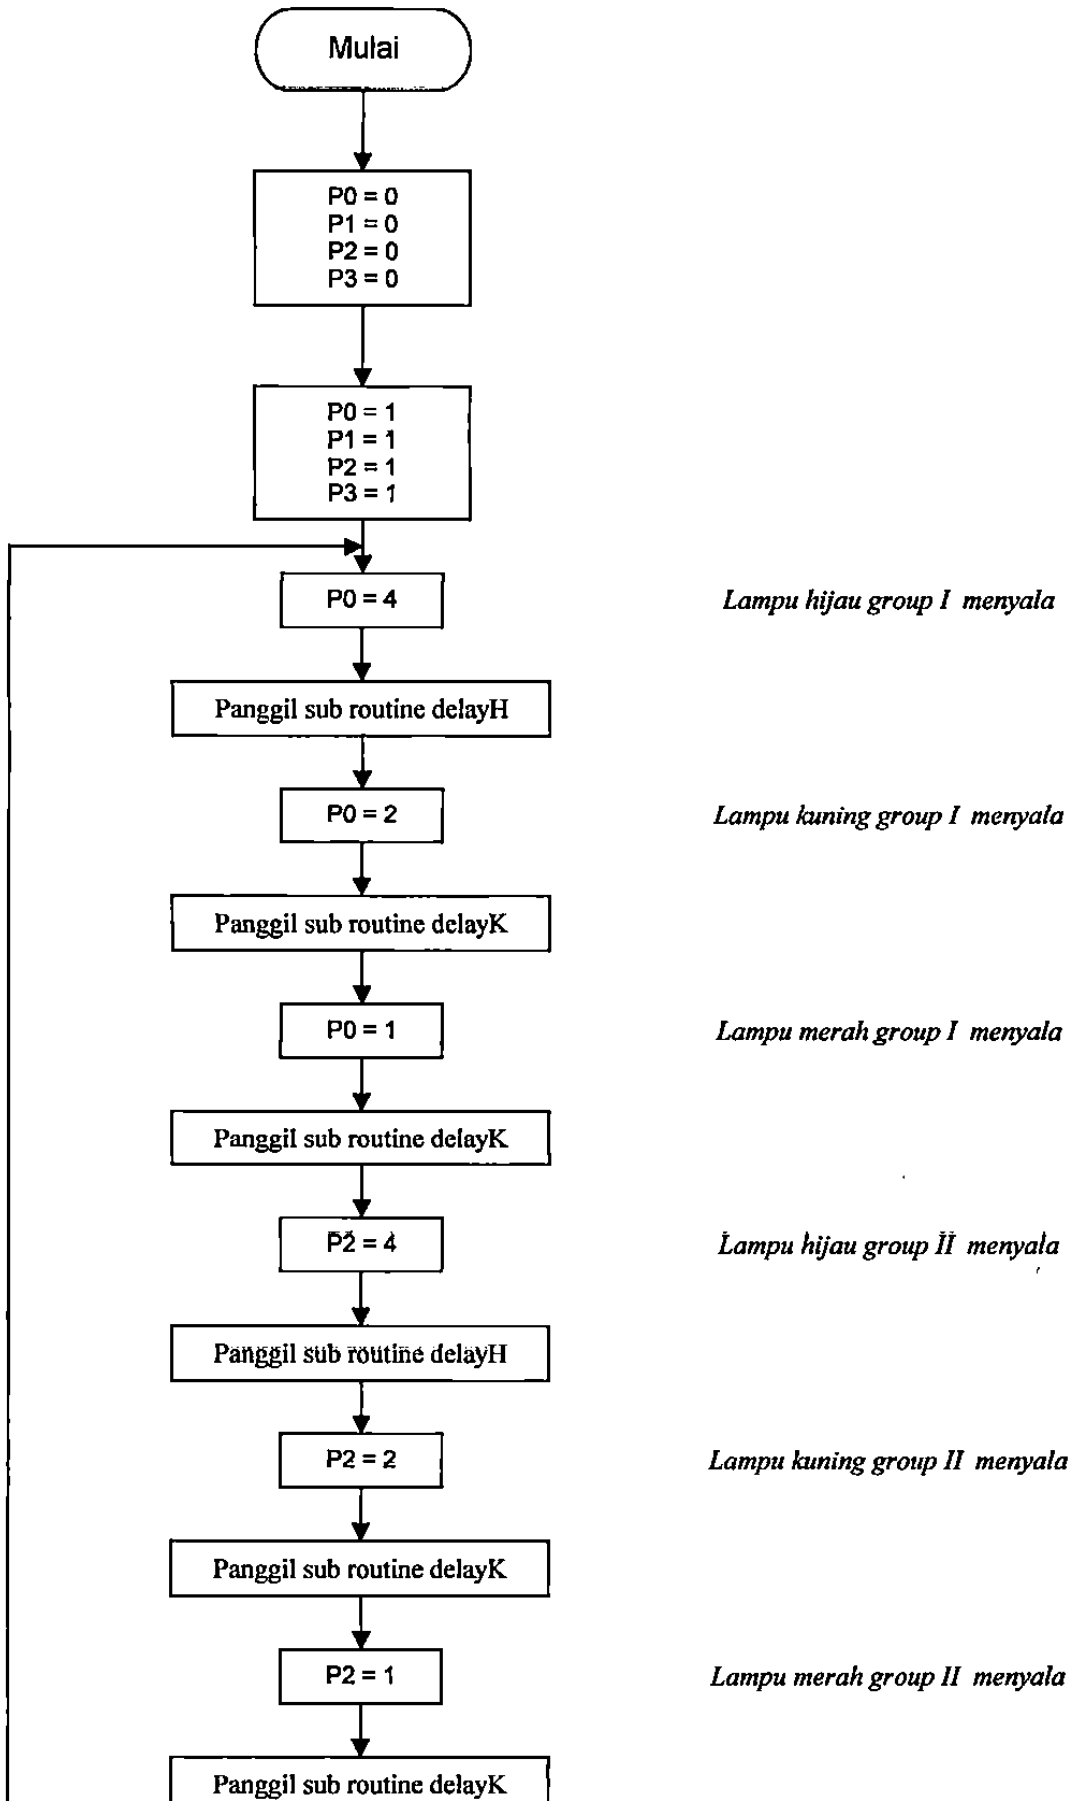 Mulai
P0 = 0
P1 = 0
P2 = 0
P3 = 0
P0 = 1
P1 = 1
P2 = 1
P3 = 1
P0 = 4
Lampu hijau group I menyala
Panggil sub routine delayH
P0 = 2
Lampu kuning group I menyala
Panggil sub routine delayK
P0 = 1
Lampu merah group I menyala
Panggil sub routine delayK
P2 = 4
Lampu hijau group II menyala
Panggil sub routine delayH
P2 = 2
Lampu kuning group II menyala
Panggil sub routine delayK
P2 = 1
Lampu merah group II menyala
Panggil sub routine delayK